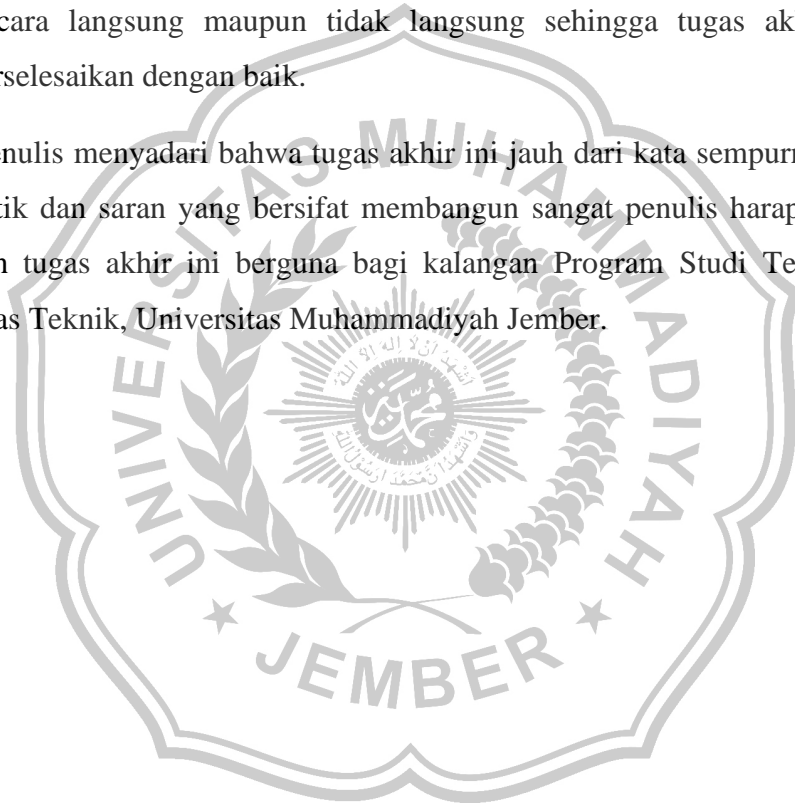 cara langsung maupun tidak langsung sehingga tugas ak
rselesaikan dengan baik.
enulis menyadari bahwa tugas akhir ini jauh dari kata sempur
tik dan saran yang bersifat membangun sangat penulis harap
n tugas akhir ini berguna bagi kalangan Program Studi Te
as Teknik, Universitas Muhammadiyah Jember.
UNIVERSITAS MUHAMMADIYAH
JEMBER